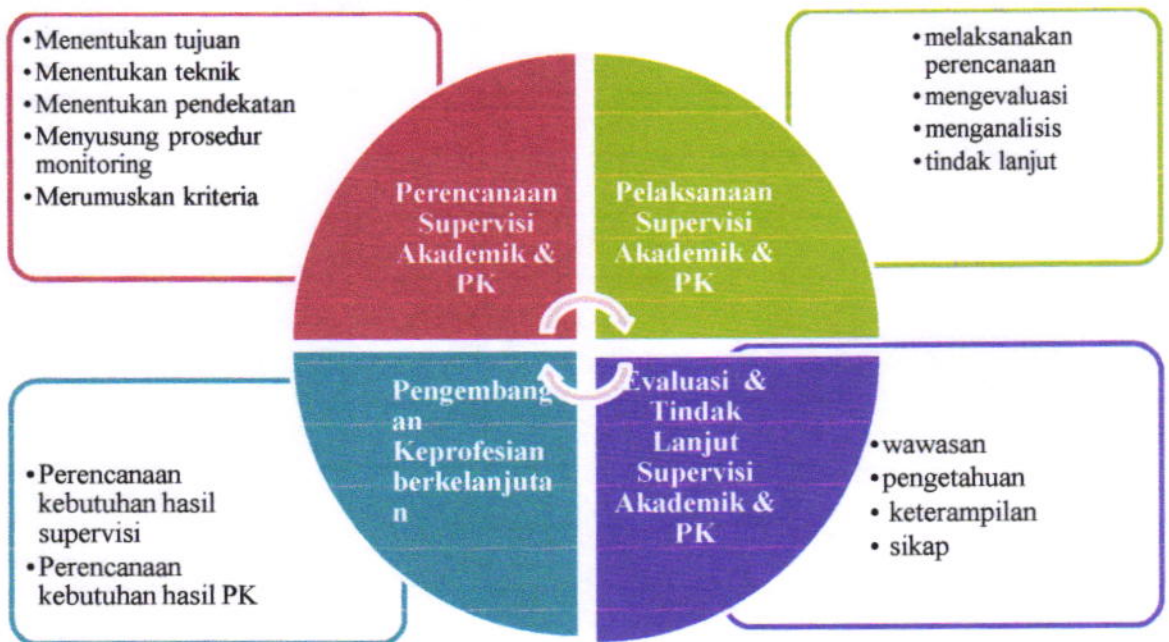 • Menentukan tujuan
• Menentukan teknik
• Menentukan pendekatan
• Menyusung prosedur
monitoring
• Merumuskan kriteria
Perencanaan
Supervisi
Akademik &
PK
Pelaksanaan
Supervisi
Akademik &
PK
• melaksanakan
perencanaan
• mengevaluasi
• menganalisis
• tindak lanjut
• Perencanaan
kebutuhan hasil
supervisi
• Perencanaan
kebutuhan hasil PK
Pengembang
an
Keprofesian
berkelanjuta
n
Evaluasi &
Tindak
Lanjut
Supervisi
Akademik &
PK
• wawasan
• pengetahuan
• keterampilan
• sikap